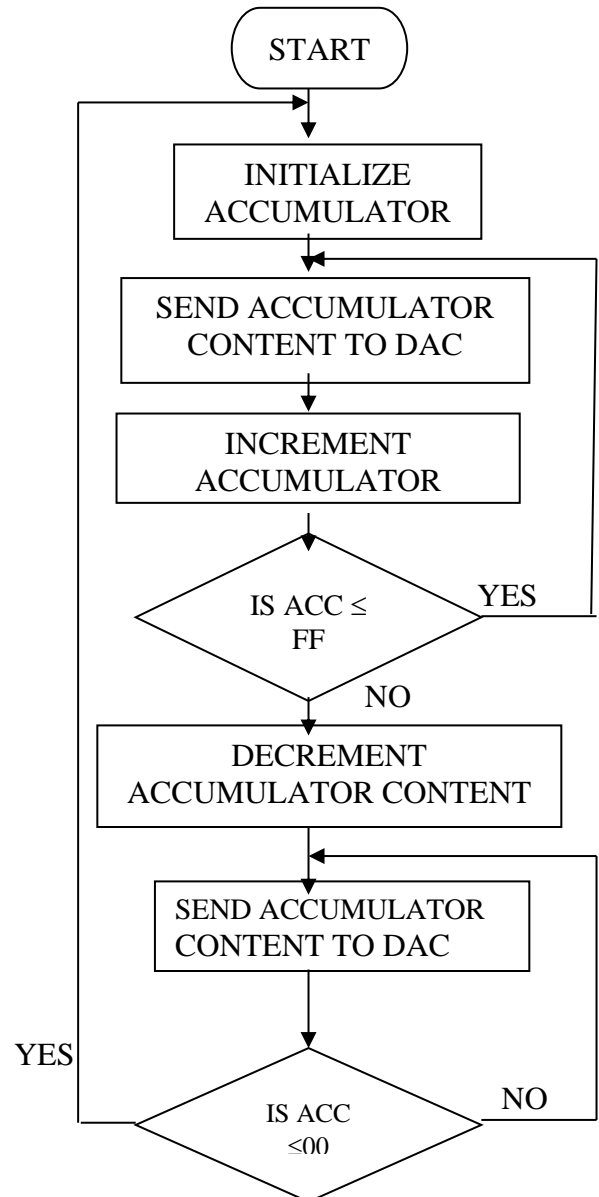 START
INITIALIZE
ACCUMULATOR
SEND ACCUMULATOR
CONTENT TO DAC
INCREMENT
ACCUMULATOR
IS ACC ≤
FF
YES
NO
DECREMENT
ACCUMULATOR CONTENT
SEND ACCUMULATOR
CONTENT TO DAC
YES
IS ACC
≤00
NO